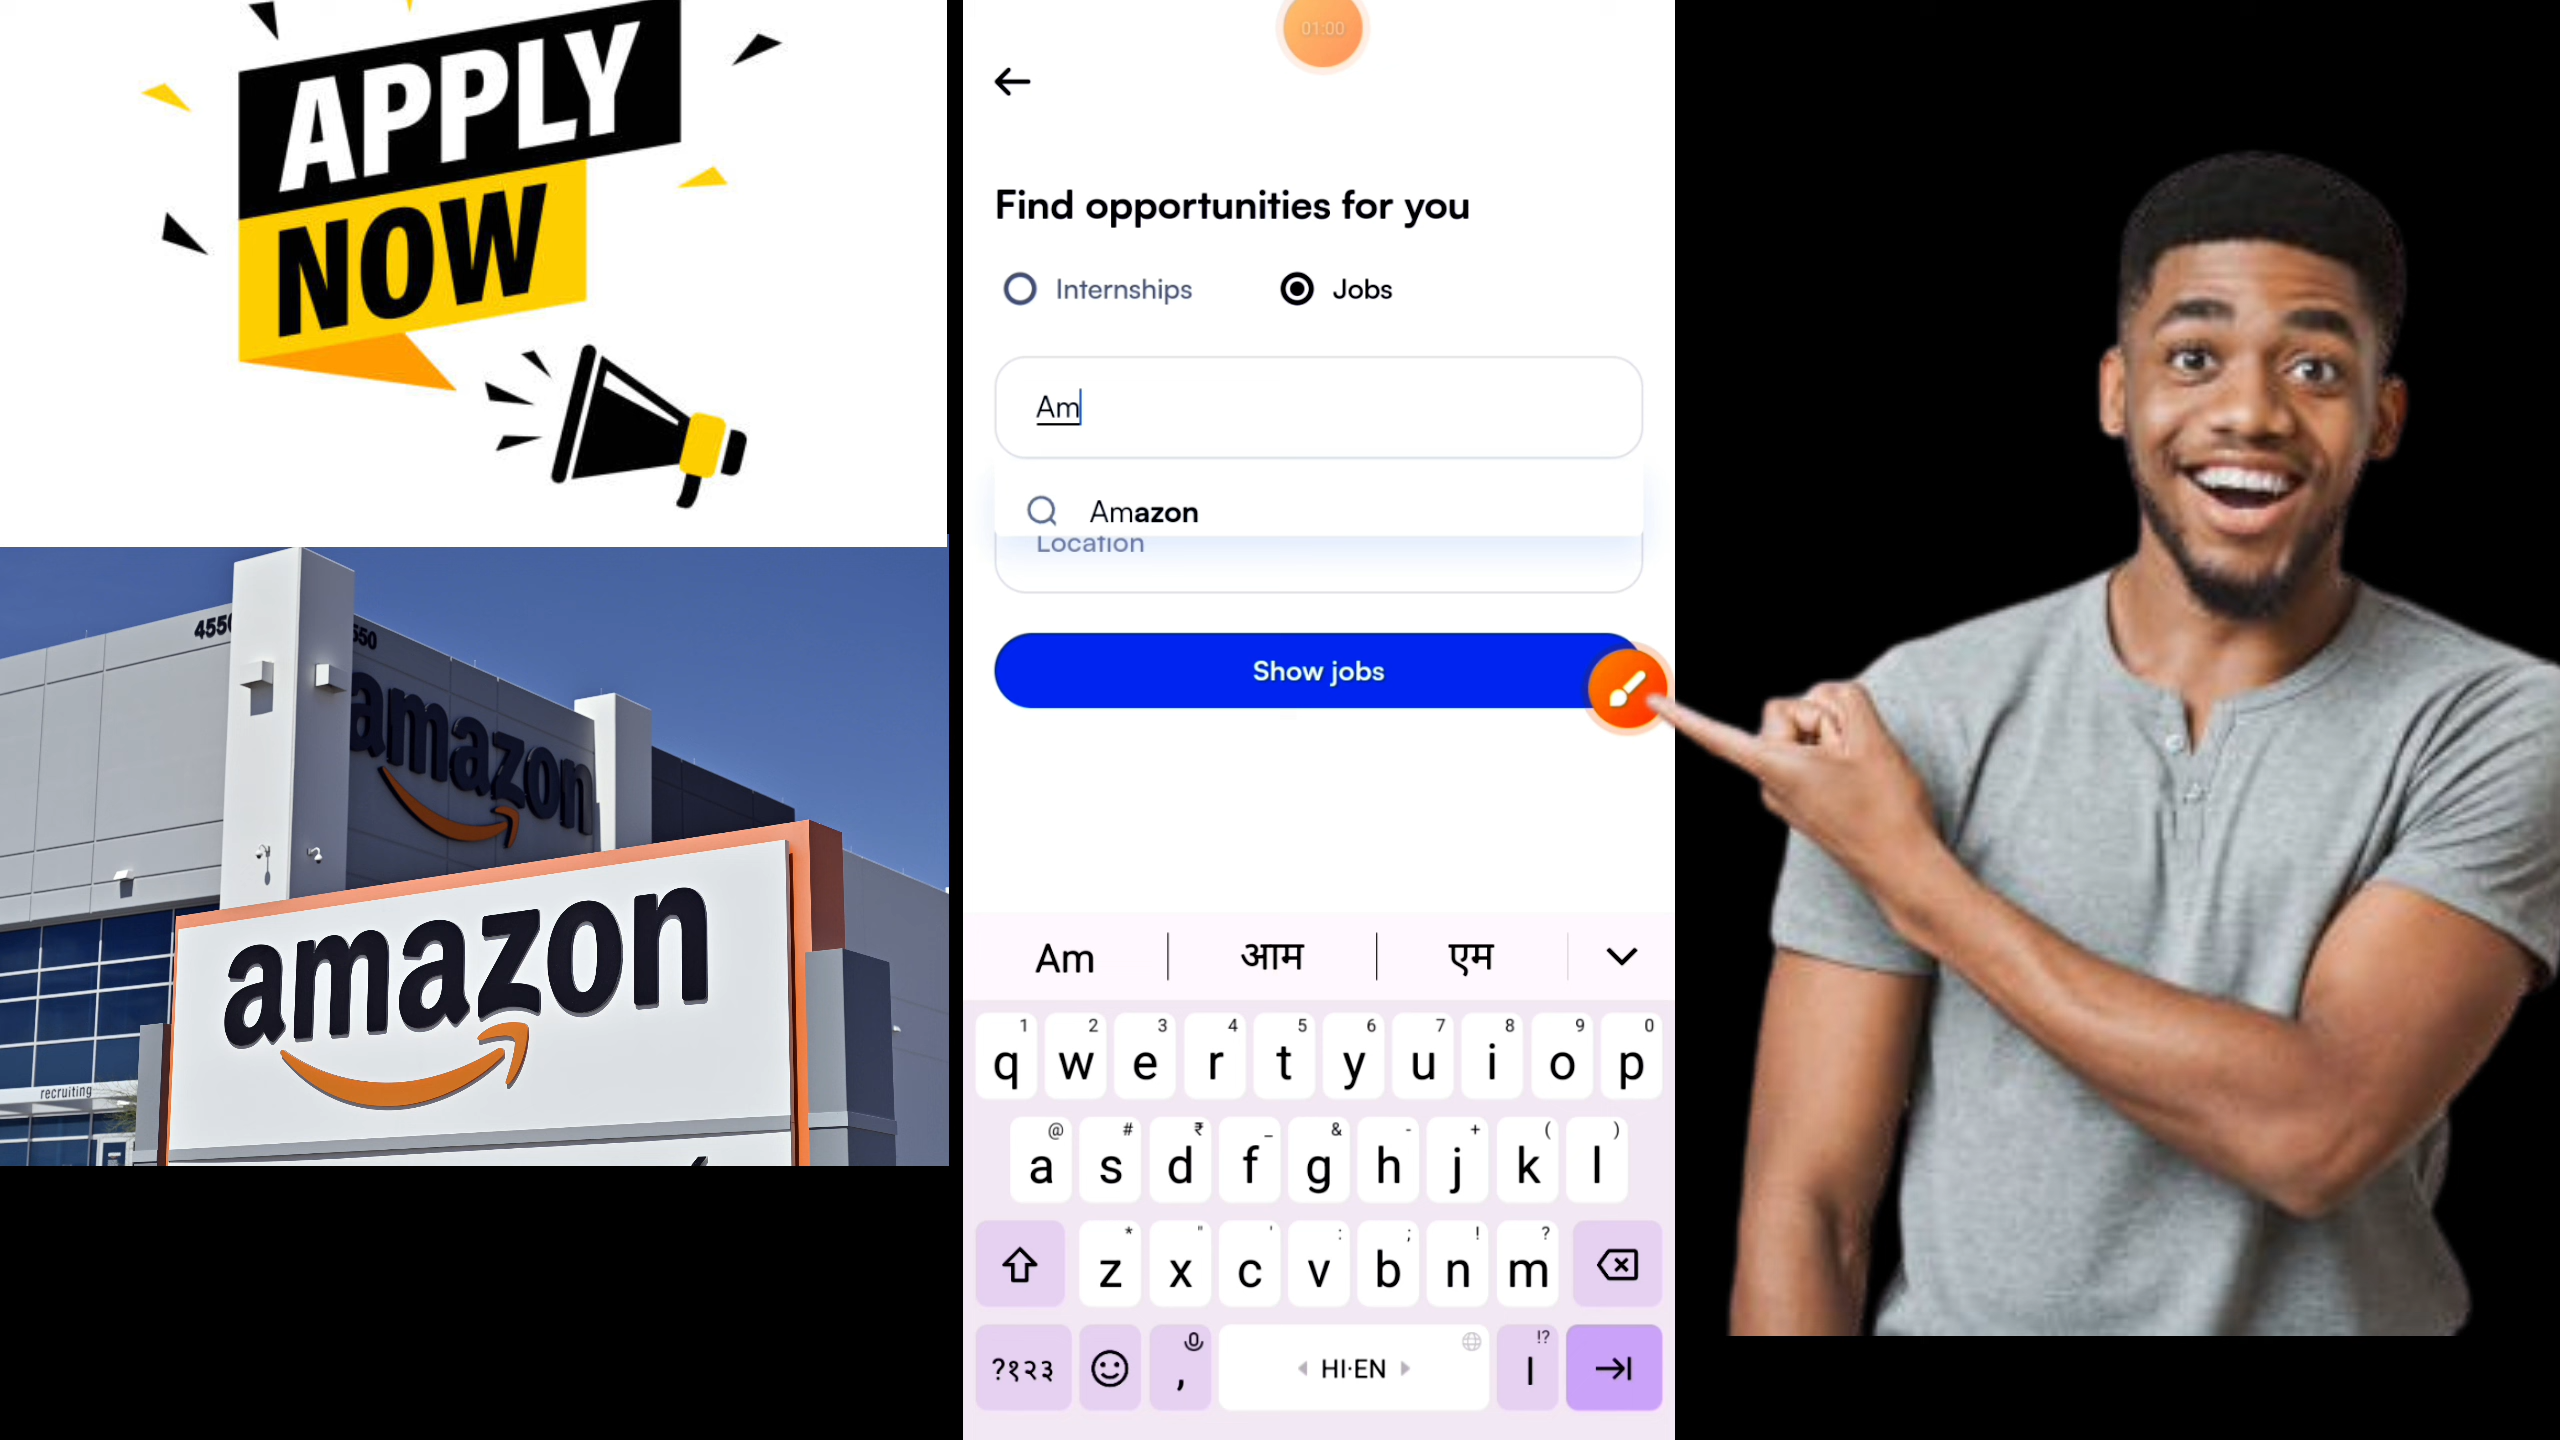 APPLY
NOW
4550
550
amazon
amazon
recruiting
01:00
Find opportunities for you
Internships
Jobs
Am
Amazon
Location
Show jobs
Am
आम
एम
1 2 3 4 5 6 7 8 9 0
q w e r t y u i o p
@ # ₹ _ & - + ( )
a s d f g h j k l
* " ' : ; ! ?
z x c v b n m
!?
?१२३ , HI·EN ।